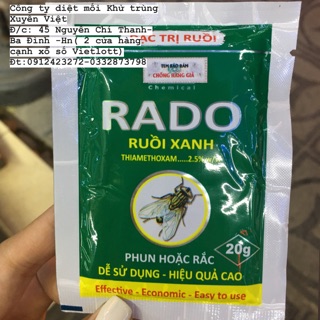 Công ty diệt mối Khử trùng
Xuyên Việt
Đ/c: 45 Nguyễn Chí Thanh-
Ba Đình -Hn( 2 cửa hàng
cạnh xổ số Vietlott)
Đt:0912423272-0332873798
ĐẶC TRỊ RUỒI
TEM BẢO ĐẢM
CHỐNG HÀNG GIẢ
Chemical
RADO
RUỒI XANH
THIAMETHOXAM.....2.5%
20g
PHUN HOẶC RẮC
DỄ SỬ DỤNG - HIỆU QUẢ CAO
Effective - Economic - Easy to use